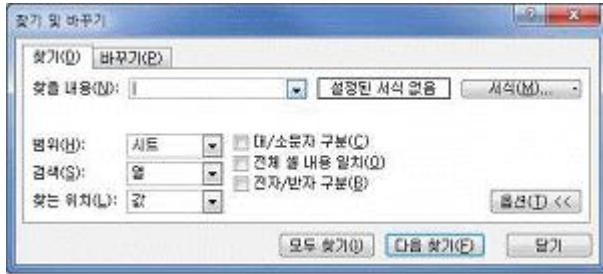 찾기 및 바꾸기
찾기(D) 바꾸기(P)
찾을 내용(N): 설정된 서식 없음 서식(M)...
범위(H): 시트 대/소문자 구분(C)
검색(S): 열 전체 셀 내용 일치(O)
찾는 위치(L): 값 전자/반자 구분(B)
옵션(T) <<
모두 찾기(I) 다음 찾기(F) 닫기